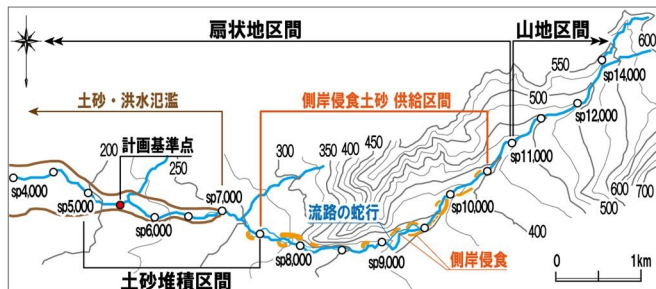 扇状地区間
山地区間
土砂・洪水氾濫
側岸侵食土砂 供給区間
計画基準点
200
250
300
350
400
450
550
500
600
sp14,000
sp12,000
sp11,000
sp10,000
sp9,000
sp8,000
sp7,000
sp6,000
sp5,000
sp4,000
600
700
500
400
流路の蛇行
側岸侵食
土砂堆積区間
0
1km